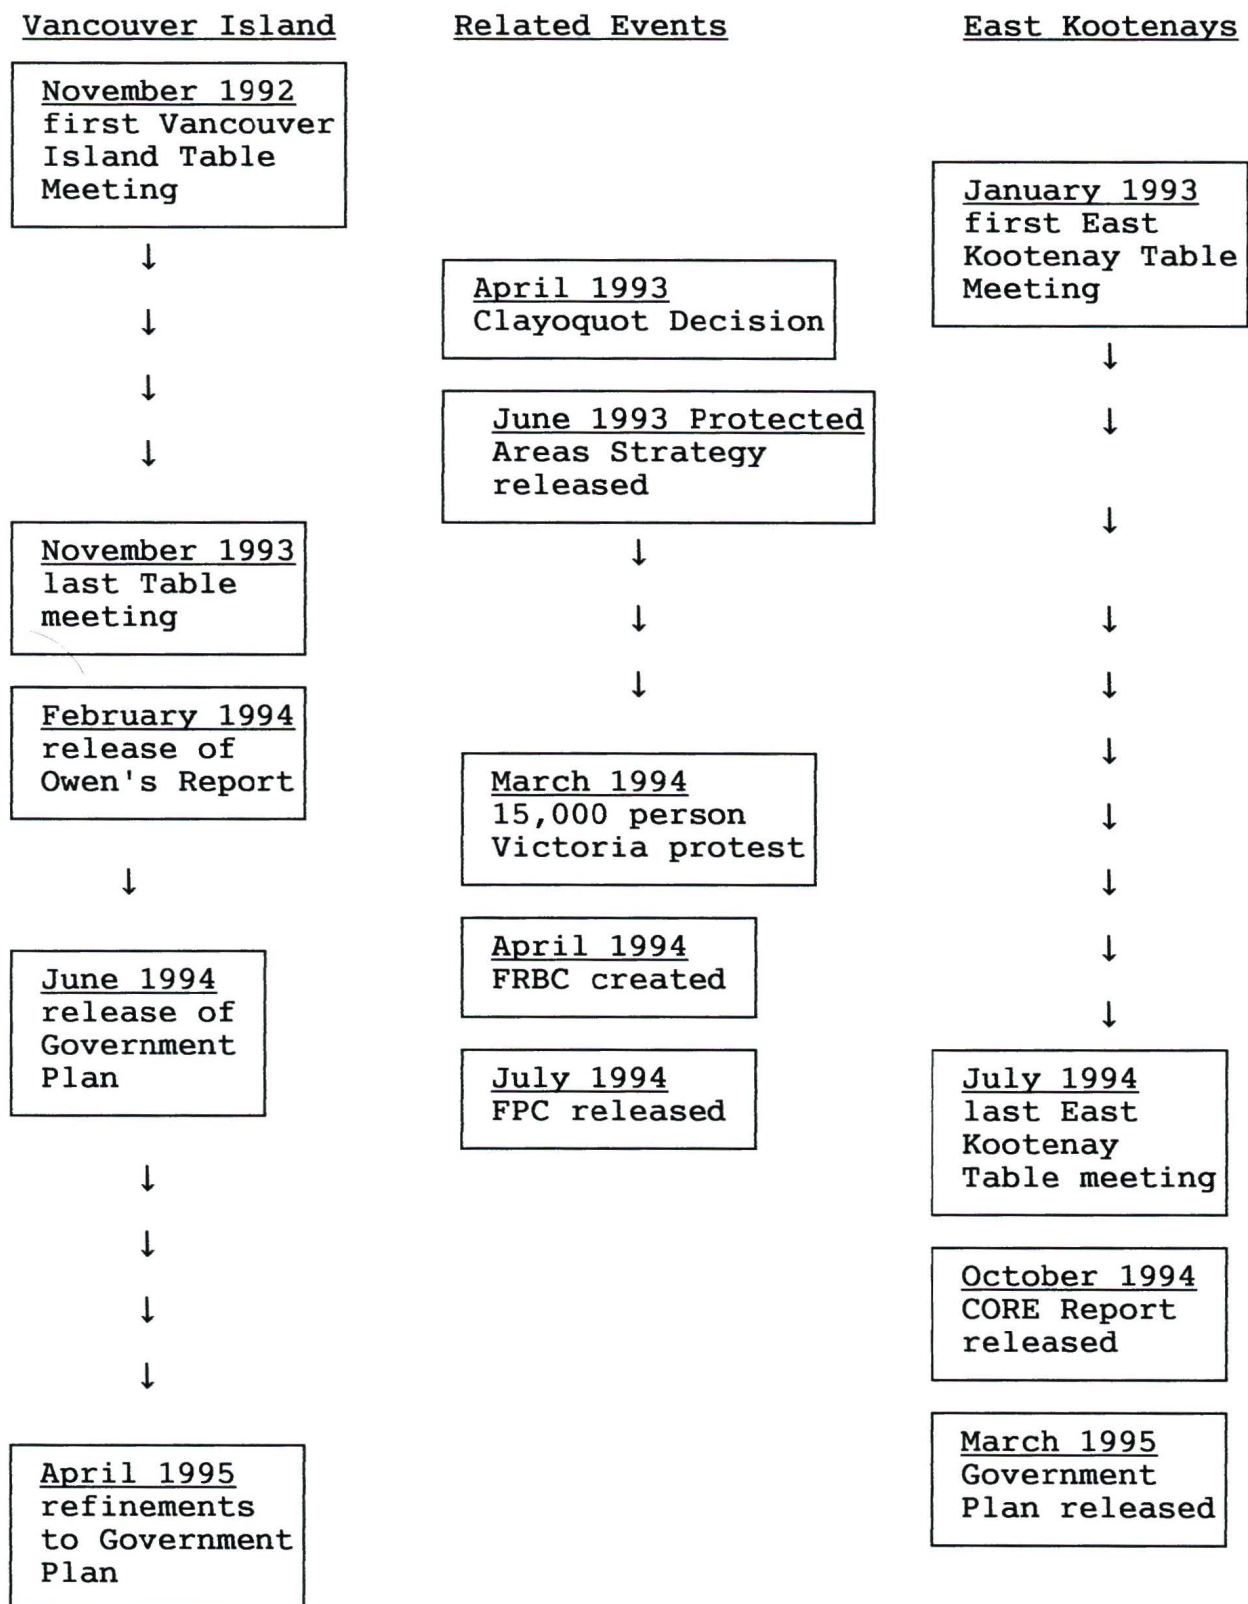 Vancouver Island
November 1992
first Vancouver
Island Table
Meeting
↓
↓
↓
↓
November 1993
last Table
meeting
February 1994
release of
Owen's Report
↓
June 1994
release of
Government
Plan
↓
↓
↓
↓
April 1995
refinements
to Government
Plan
Related Events
April 1993
Clayoquot Decision
June 1993 Protected
Areas Strategy
released
↓
↓
↓
March 1994
15,000 person
Victoria protest
April 1994
FRBC created
July 1994
FPC released
East Kootenays
January 1993
first East
Kootenay Table
Meeting
↓
↓
↓
↓
↓
↓
↓
↓
↓
↓
July 1994
last East
Kootenay
Table meeting
October 1994
CORE Report
released
March 1995
Government
Plan released